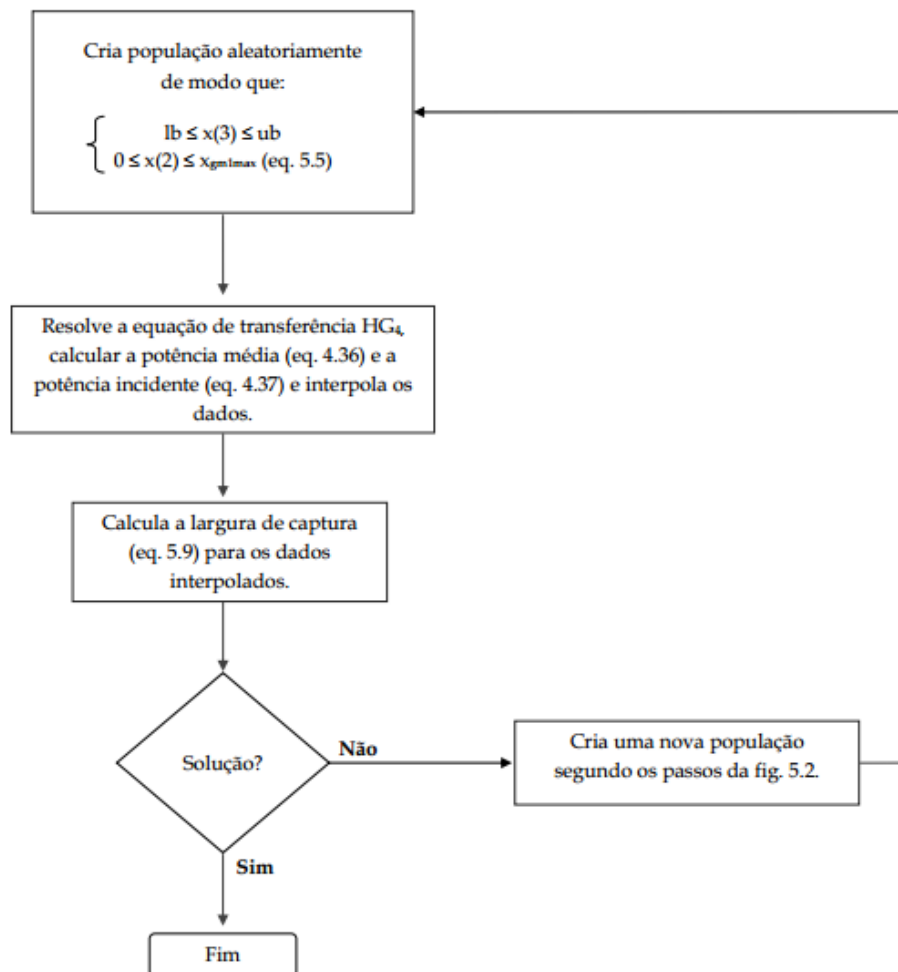 Cria população aleatoriamente
de modo que:
lb ≤ x(3) ≤ ub
0 ≤ x(2) ≤ xgm1max (eq. 5.5)
Resolve a equação de transferência HG4,
calcular a potência média (eq. 4.36) e a
potência incidente (eq. 4.37) e interpola os
dados.
Calcula a largura de captura
(eq. 5.9) para os dados
interpolados.
Solução?
Não
Cria uma nova população
segundo os passos da fig. 5.2.
Sim
Fim